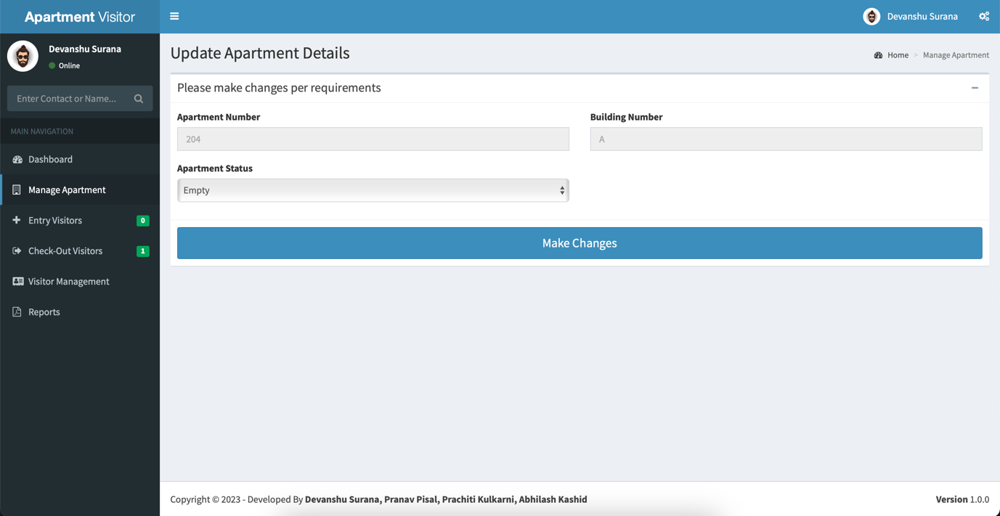 Apartment Visitor
Devanshu Surana
Devanshu Surana
Online
Enter Contact or Name...
MAIN NAVIGATION
Dashboard
Manage Apartment
Entry Visitors 0
Check-Out Visitors 1
Visitor Management
Reports
Update Apartment Details
Home > Manage Apartment
Please make changes per requirements
Apartment Number
204
Building Number
A
Apartment Status
Empty
Make Changes
Copyright © 2023 - Developed By Devanshu Surana, Pranav Pisal, Prachiti Kulkarni, Abhilash Kashid
Version 1.0.0